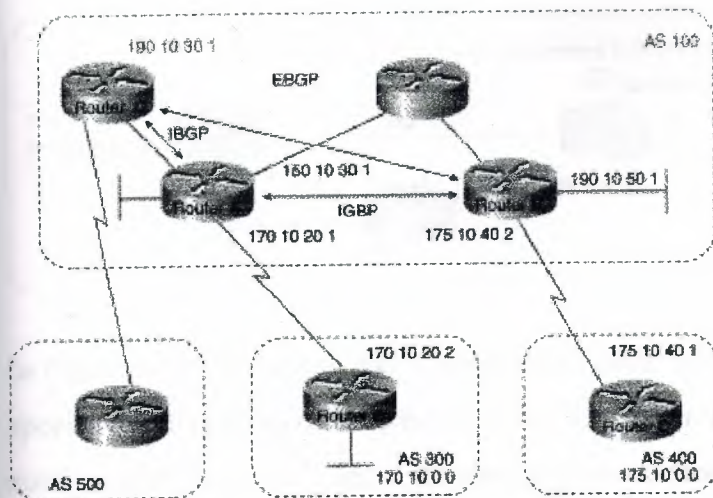 190 10 30 1
AS 100
EBGP
Router
IBGP
150 10 30 1
190 10 50 1
Router
IGBP
Router
170 10 20 1
175 10 40 2
170 10 20 2
175 10 40 1
Router
Router
AS 500
AS 300
170 10 0 0
AS 400
175 10 0 0